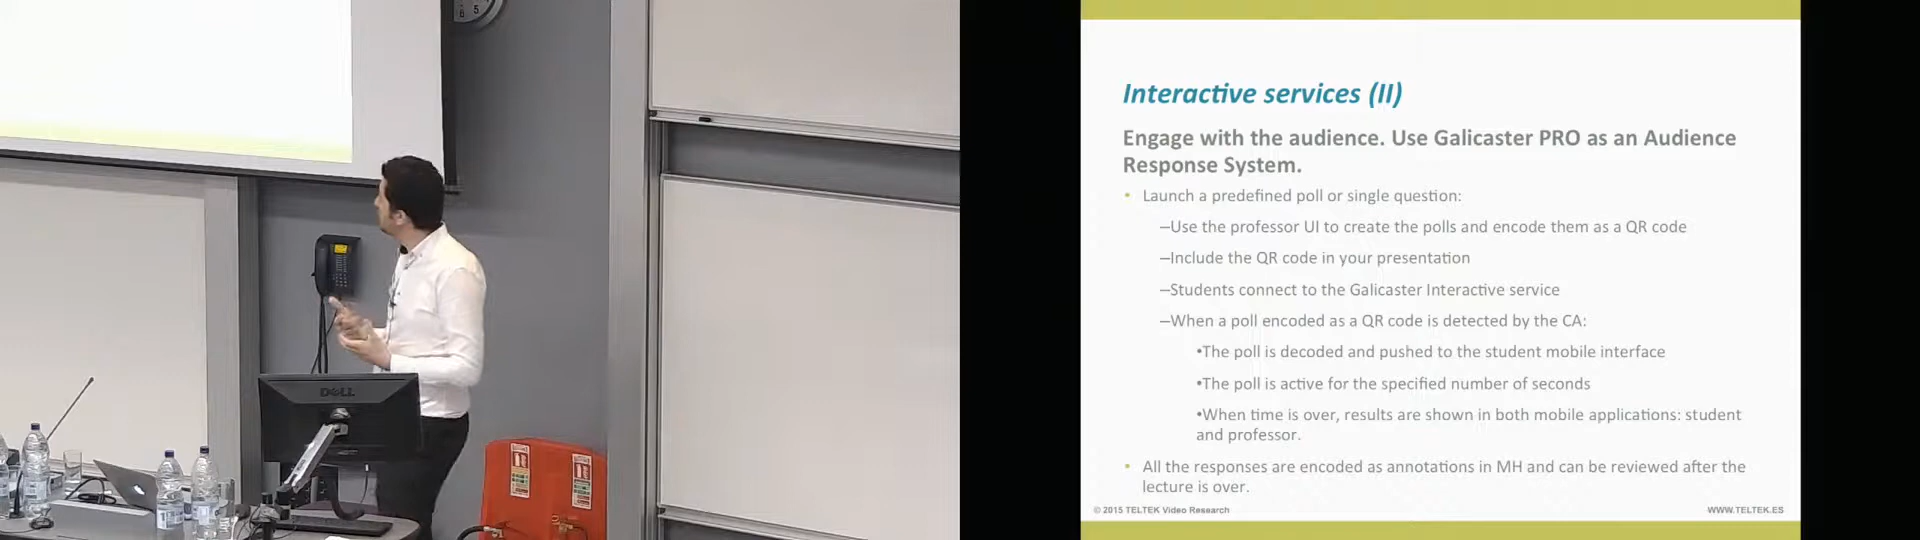 6 5
DELL
Interactive services (II)
Engage with the audience. Use Galicaster PRO as an Audience
Response System.
• Launch a predefined poll or single question:
–Use the professor UI to create the polls and encode them as a QR code
–Include the QR code in your presentation
–Students connect to the Galicaster Interactive service
–When a poll encoded as a QR code is detected by the CA:
•The poll is decoded and pushed to the student mobile interface
•The poll is active for the specified number of seconds
•When time is over, results are shown in both mobile applications: student
and professor.
• All the responses are encoded as annotations in MH and can be reviewed after the
lecture is over.
© 2015 TELTEK Video Research
WWW.TELTEK.ES